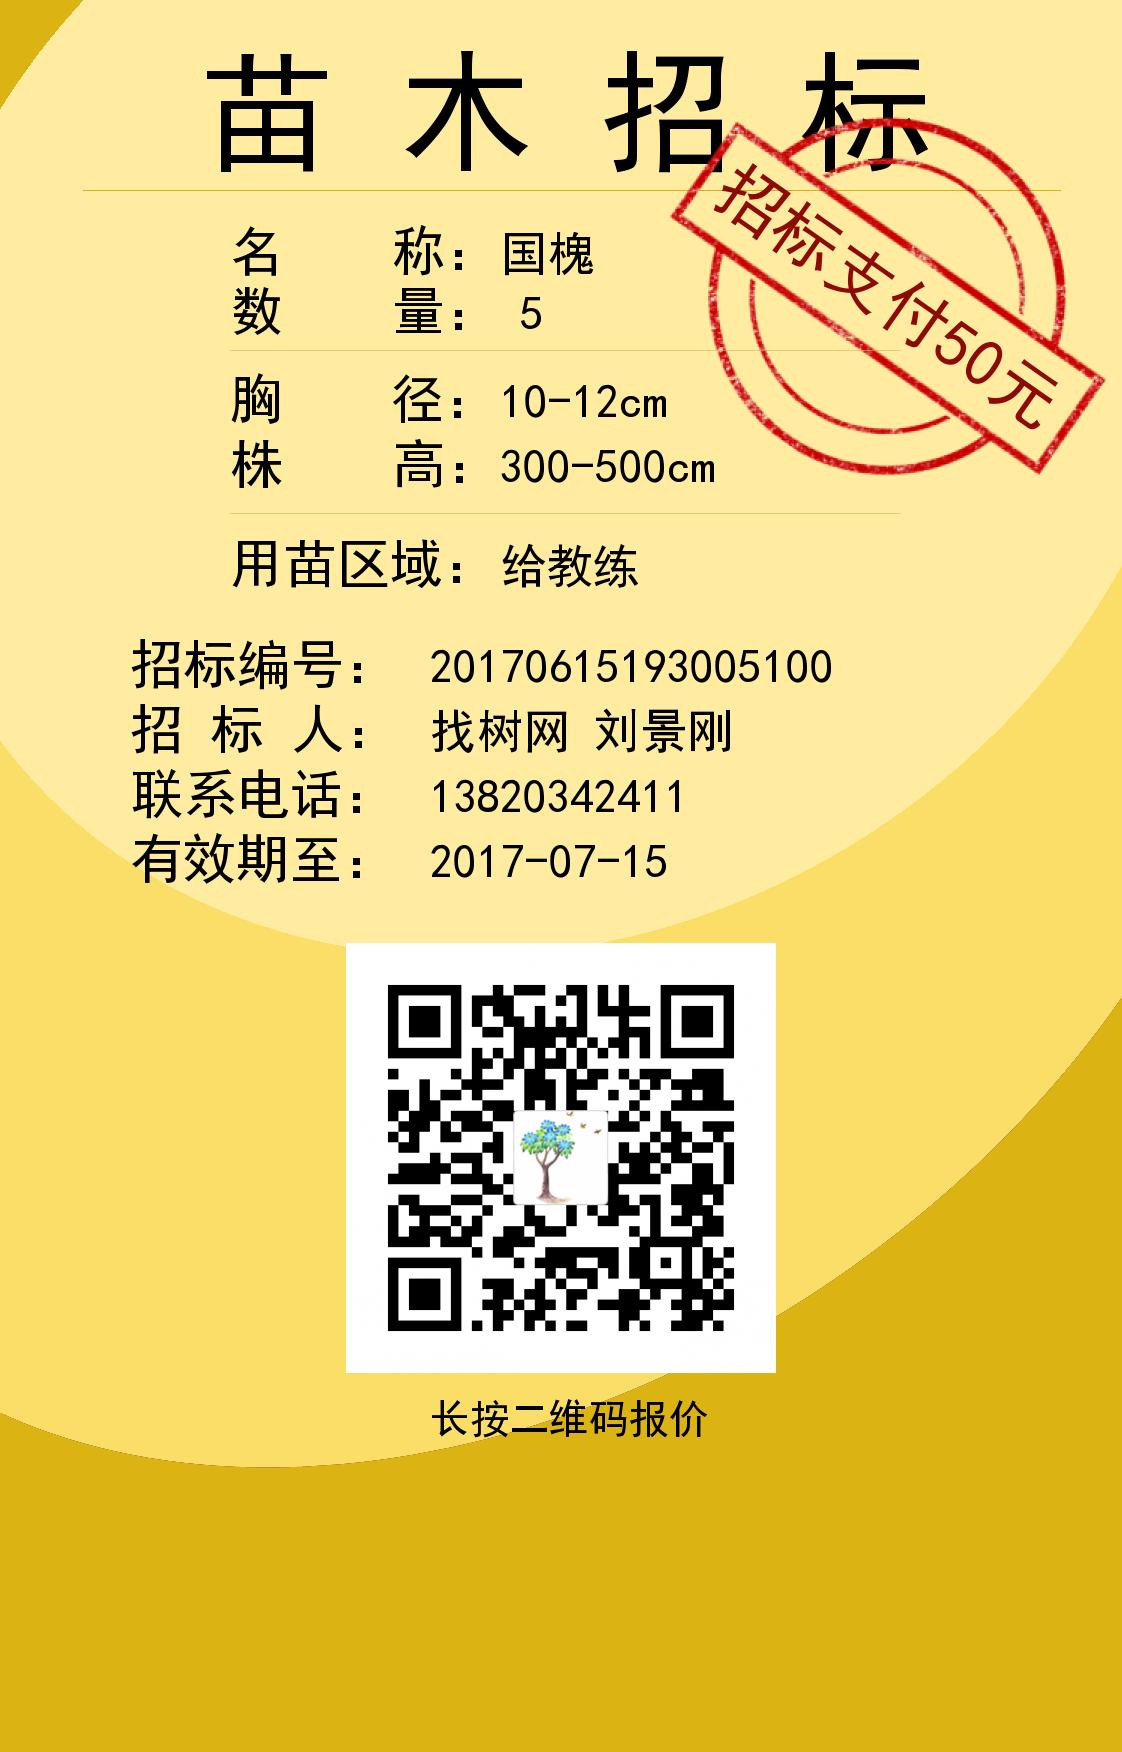 苗木招标
招标支付50元
名称：国槐
数量：5
胸径：10-12cm
株高：300-500cm
用苗区域：给教练
招标编号：20170615193005100
招标人：找树网 刘景刚
联系电话：13820342411
有效期至：2017-07-15
长按二维码报价